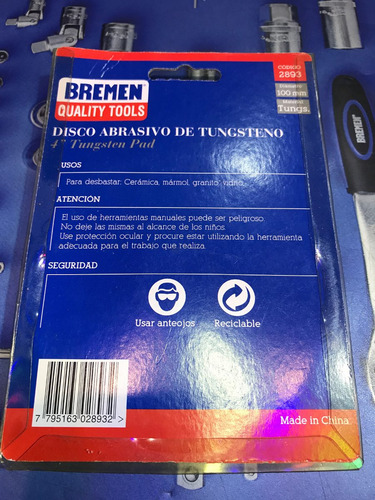 BREMEN
QUALITY TOOLS
CÓDIGO
2893
Diámetro
100 mm
Material
Tungs.
DISCO ABRASIVO DE TUNGSTENO
4" Tungsten Pad
USOS
Para desbastar: Cerámica, mármol, granito, vidrio.
ATENCIÓN
El uso de herramientas manuales puede ser peligroso.
No deje las mismas al alcance de los niños.
Use protección ocular y procure estar utilizando la herramienta
adecuada para el trabajo que realiza.
SEGURIDAD
Usar anteojos
Reciclable
7 795163 028932 >
Made in China
BREMEN